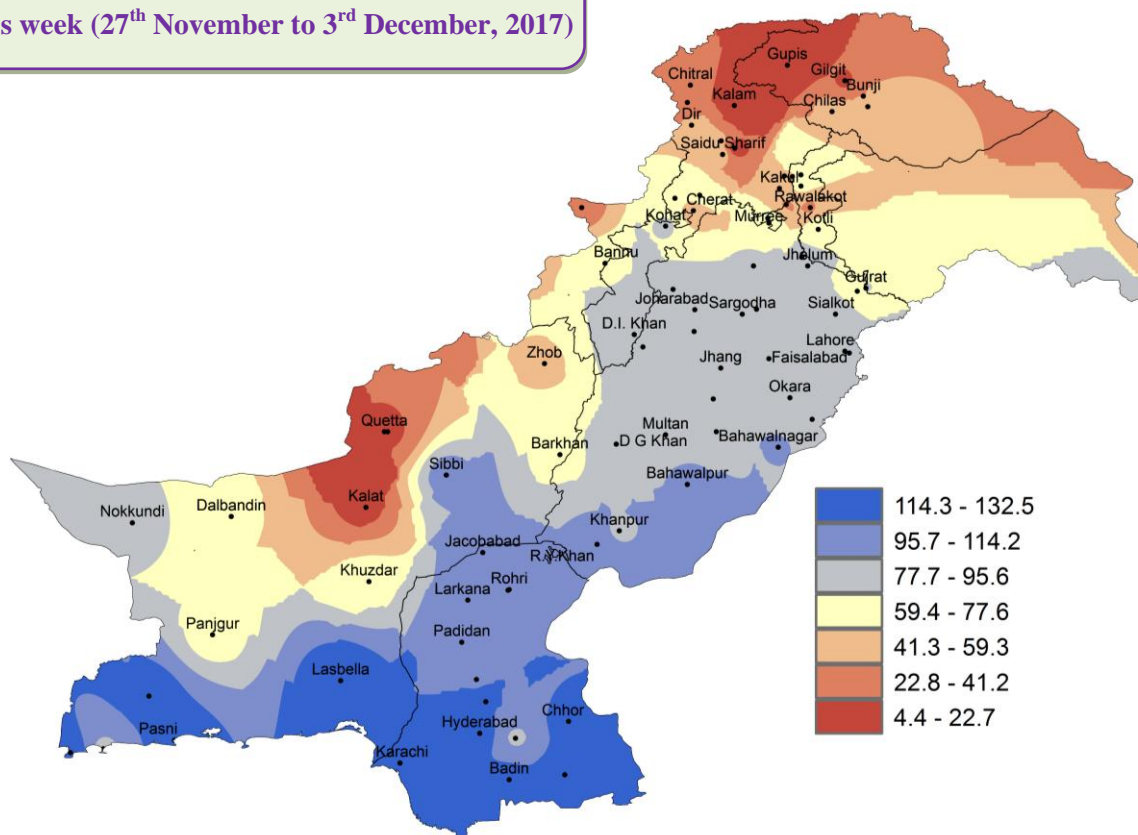 s week (27th November to 3rd December, 2017)
Gupis
Gilgit
Chitral
Bunji
Kalam
Chilas
Dir
Saidu Sharif
Kakul
Cherat
Rawalakot
Kohat
Murree
Kotli
Bannu
Jhelum
Gujrat
Joharabad
Sargodha
Sialkot
D.I. Khan
Lahore
Zhob
Jhang
Faisalabad
Okara
Quetta
Multan
Barkhan
D G Khan
Bahawalnagar
Sibbi
Bahawalpur
Kalat
Nokkundi
Dalbandin
Khanpur
Jacobabad
R.Y.Khan
Khuzdar
Rohri
Larkana
Panjgur
Padidan
Lasbella
Pasni
Hyderabad
Chhor
Karachi
Badin
114.3 - 132.5
95.7 - 114.2
77.7 - 95.6
59.4 - 77.6
41.3 - 59.3
22.8 - 41.2
4.4 - 22.7